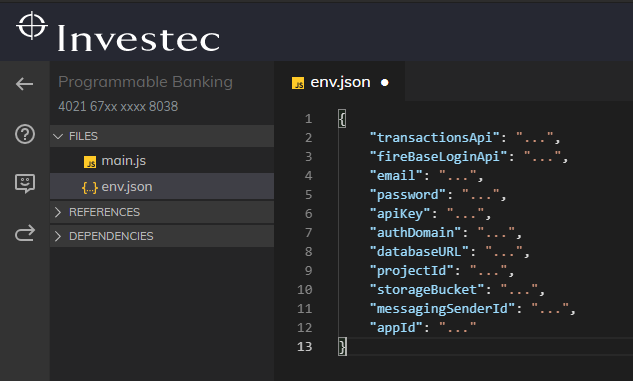 Investec
Programmable Banking
4021 67xx xxxx 8038
FILES
JS main.js
{..} env.json
REFERENCES
DEPENDENCIES
JS env.json
1 {
2 "transactionsApi": "...",
3 "fireBaseLoginApi": "...",
4 "email": "...",
5 "password": "...",
6 "apiKey": "...",
7 "authDomain": "...",
8 "databaseURL": "...",
9 "projectId": "...",
10 "storageBucket": "...",
11 "messagingSenderId": "...",
12 "appId": "..."
13 }